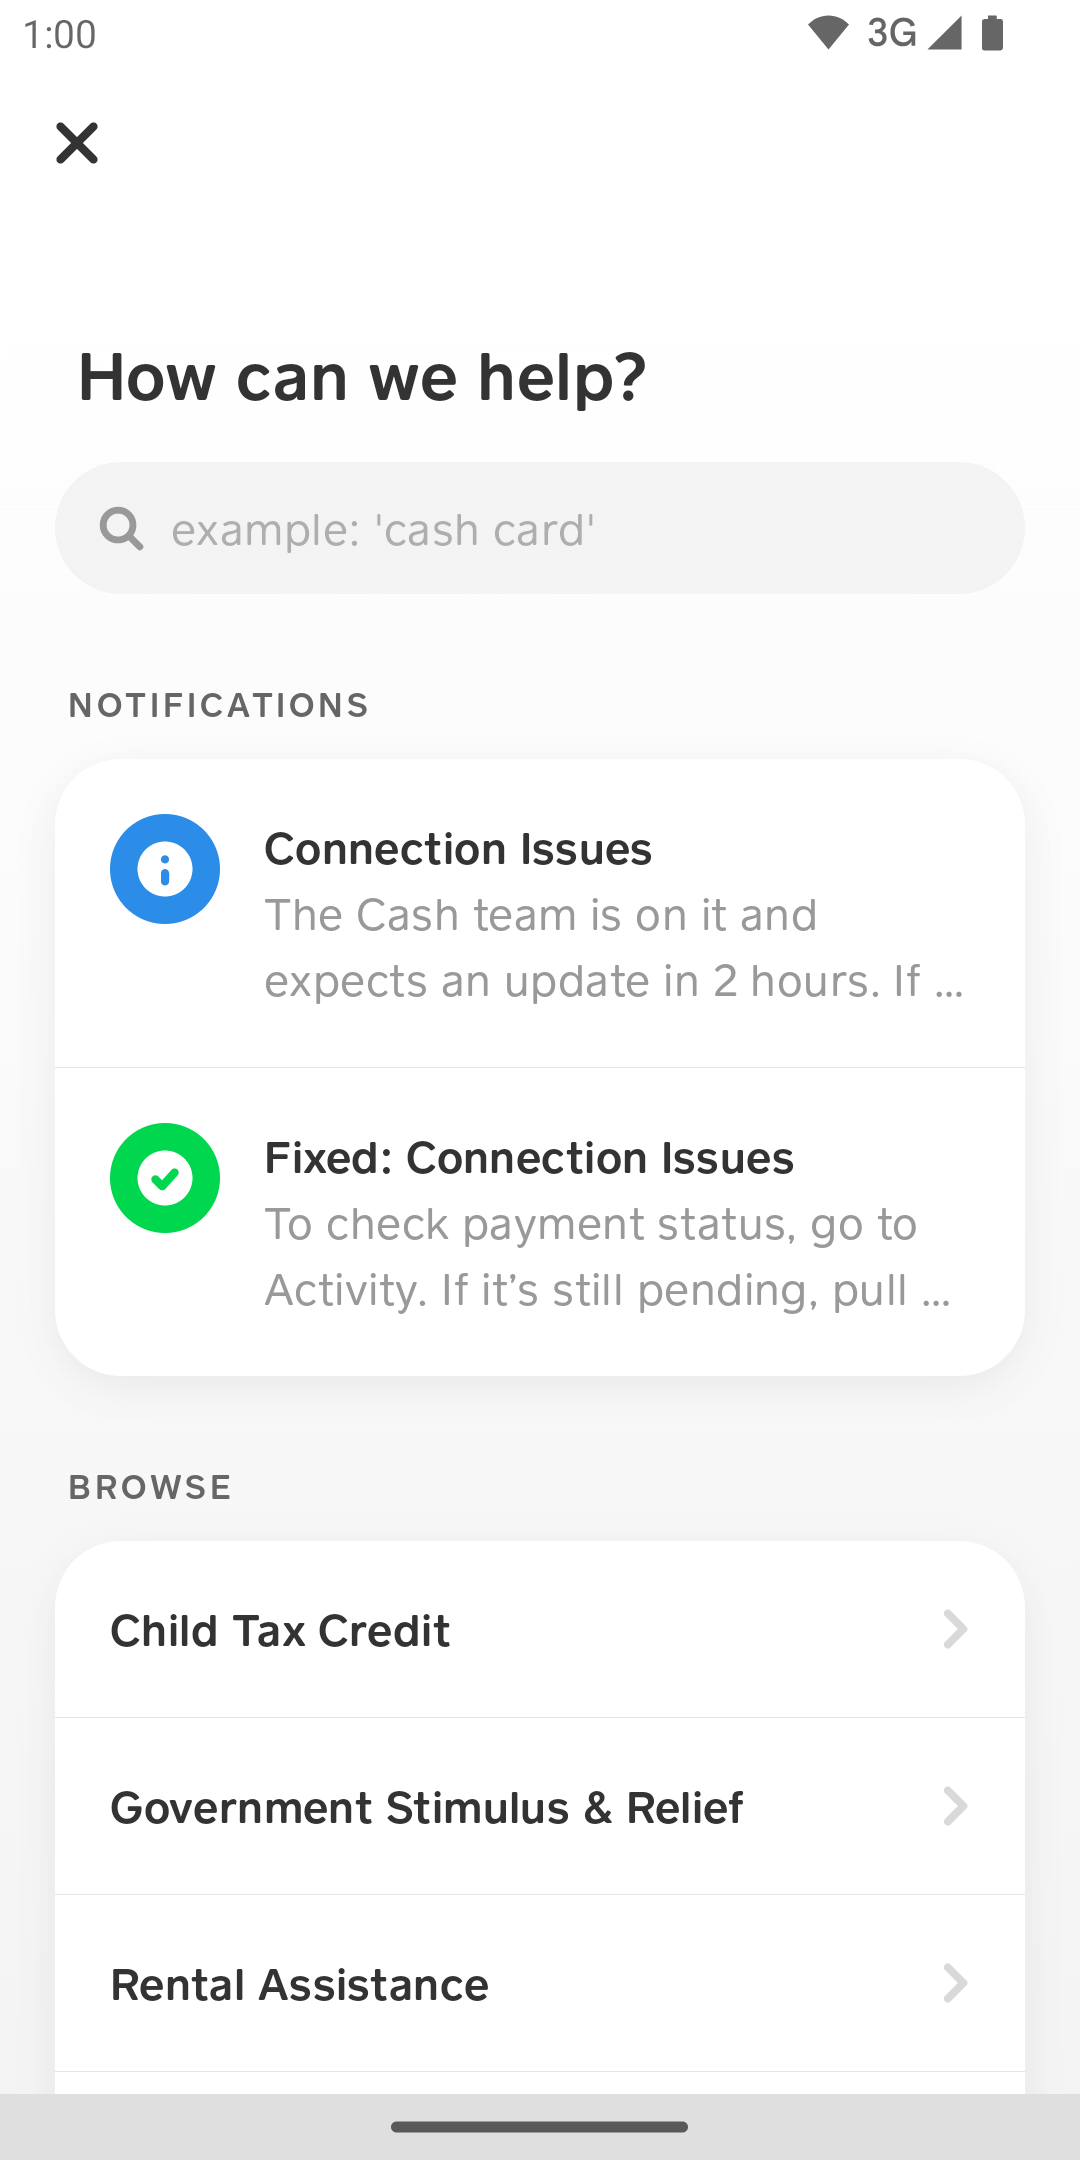 1:00
3G
How can we help?
example: 'cash card'
NOTIFICATIONS
Connection Issues
The Cash team is on it and
expects an update in 2 hours. If ...
Fixed: Connection Issues
To check payment status, go to
Activity. If it’s still pending, pull ...
BROWSE
Child Tax Credit
Government Stimulus & Relief
Rental Assistance